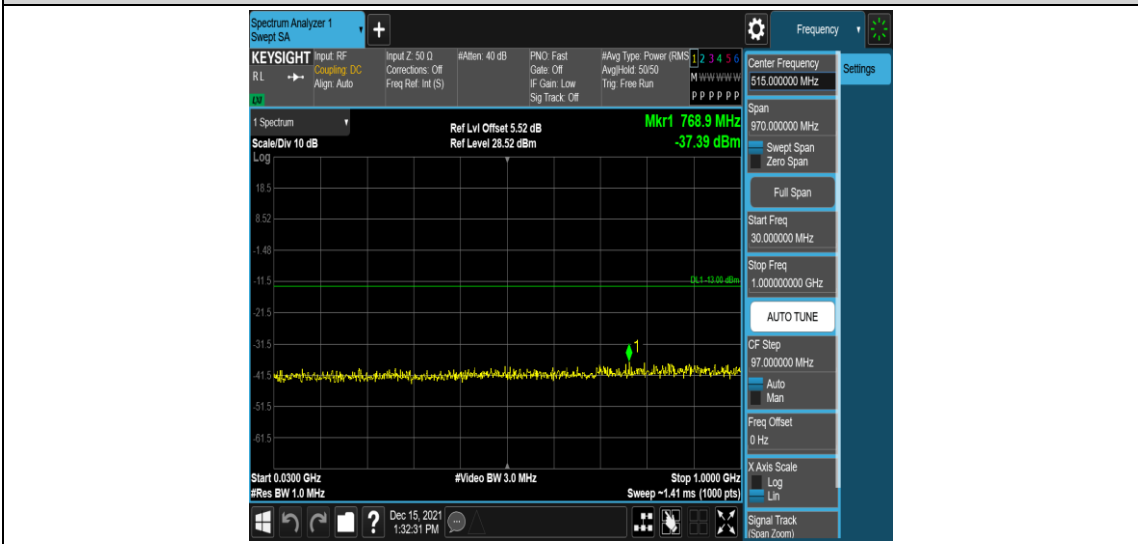 Spectrum Analyzer 1
Swept SA
+
Frequency
KEYSIGHT
RL
Input: RF
Coupling: DC
Align: Auto
Input Z: 50 Ω
Corrections: Off
Freq Ref: Int (S)
#Atten: 40 dB
PNO: Fast
Gate: Off
IF Gain: Low
Sig Track: Off
#Avg Type: Power (RMS
Avg|Hold: 50/50
Trig: Free Run
1 2 3 4 5 6
M W W W W W
P P P P P P
Center Frequency
515.000000 MHz
Settings
Span
970.000000 MHz
Swept Span
Zero Span
Full Span
Start Freq
30.000000 MHz
Stop Freq
1.000000000 GHz
AUTO TUNE
CF Step
97.000000 MHz
Auto
Man
Freq Offset
0 Hz
X Axis Scale
Log
Lin
Signal Track
(Span Zoom)
1 Spectrum
Scale/Div 10 dB
Log
Ref Lvl Offset 5.52 dB
Ref Level 28.52 dBm
Mkr1 768.9 MHz
-37.39 dBm
18.5
8.52
-1.48
-11.5
DL1 -13.00 dBm
-21.5
-31.5
1
-41.5
-51.5
-61.5
Start 0.0300 GHz
#Res BW 1.0 MHz
#Video BW 3.0 MHz
Stop 1.0000 GHz
Sweep ~1.41 ms (1000 pts)
?
Dec 15, 2021
1:32:31 PM